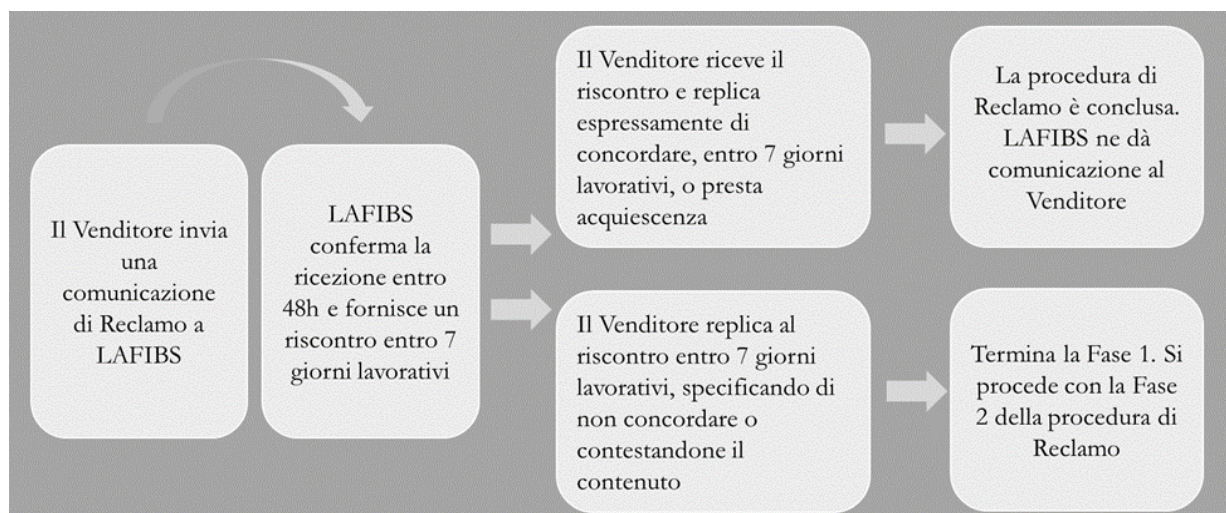 Il Venditore invia
una
comunicazione
di Reclamo a
LAFIBS
LAFIBS
conferma la
ricezione entro
48h e fornisce un
riscontro entro 7
giorni lavorativi
Il Venditore riceve il
riscontro e replica
espressamente di
concordare, entro 7 giorni
lavorativi, o presta
acquiescenza
La procedura di
Reclamo è conclusa.
LAFIBS ne dà
comunicazione al
Venditore
Il Venditore replica al
riscontro entro 7 giorni
lavorativi, specificando di
non concordare o
contestandone il
contenuto
Termina la Fase 1. Si
procede con la Fase
2 della procedura di
Reclamo